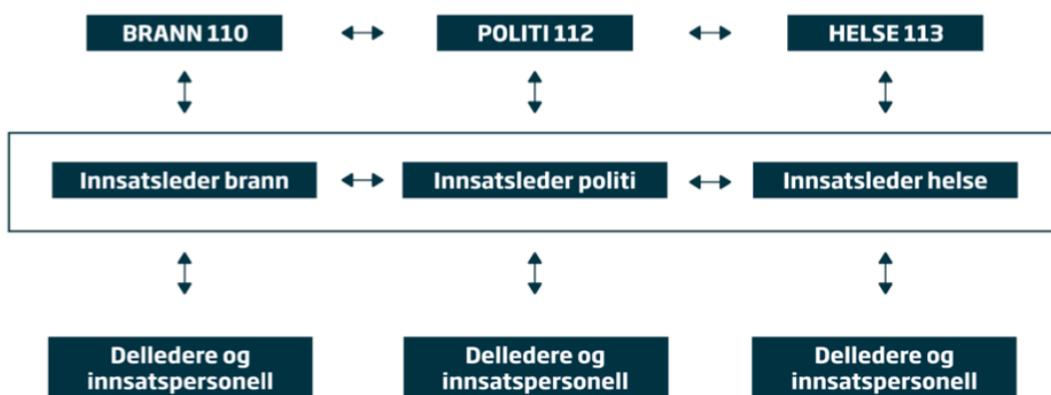 BRANN 110
POLITI 112
HELSE 113
Innsatsleder brann
Innsatsleder politi
Innsatsleder helse
Delledere og
innsatspersonell
Delledere og
innsatspersonell
Delledere og
innsatspersonell